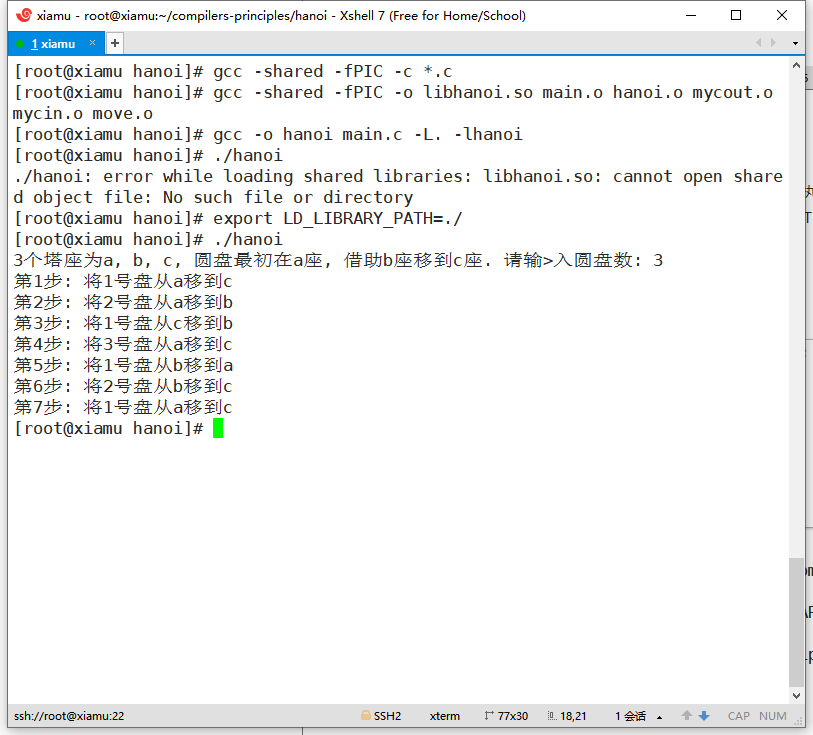 xiamu - root@xiamu:~/compilers-principles/hanoi - Xshell 7 (Free for Home/School)
1 xiamu × +
[root@xiamu hanoi]# gcc -shared -fPIC -c *.c
[root@xiamu hanoi]# gcc -shared -fPIC -o libhanoi.so main.o hanoi.o mycout.o
mycin.o move.o
[root@xiamu hanoi]# gcc -o hanoi main.c -L. -lhanoi
[root@xiamu hanoi]# ./hanoi
./hanoi: error while loading shared libraries: libhanoi.so: cannot open share
d object file: No such file or directory
[root@xiamu hanoi]# export LD_LIBRARY_PATH=./
[root@xiamu hanoi]# ./hanoi
3个塔座为a, b, c, 圆盘最初在a座, 借助b座移到c座. 请输>入圆盘数: 3
第1步: 将1号盘从a移到c
第2步: 将2号盘从a移到b
第3步: 将1号盘从c移到b
第4步: 将3号盘从a移到c
第5步: 将1号盘从b移到a
第6步: 将2号盘从b移到c
第7步: 将1号盘从a移到c
[root@xiamu hanoi]#
ssh://root@xiamu:22 SSH2 xterm 77x30 18,21 1 会话 CAP NUM